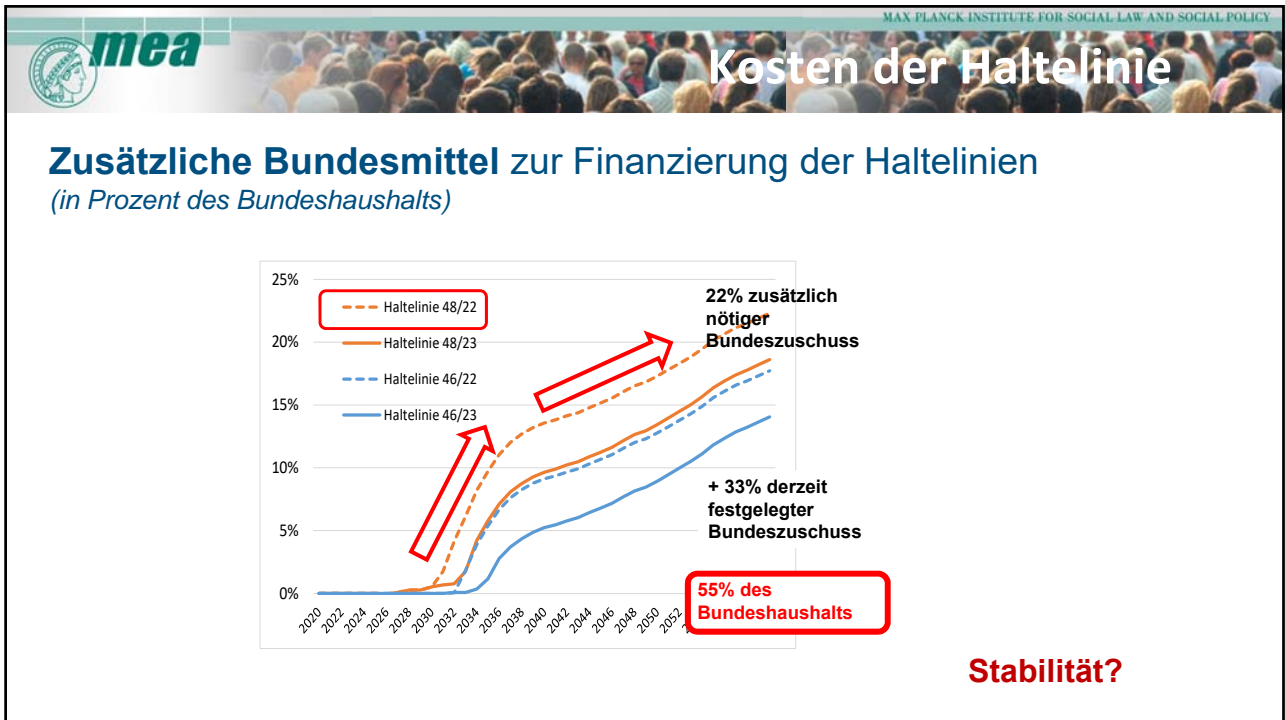 MAX PLANCK INSTITUTE FOR SOCIAL LAW AND SOCIAL POLICY
mea
Kosten der Haltelinie
Zusätzliche Bundesmittel zur Finanzierung der Haltelinien
(in Prozent des Bundeshaushalts)
25%
20%
15%
10%
5%
0%
Haltelinie 48/22
Haltelinie 48/23
Haltelinie 46/22
Haltelinie 46/23
22% zusätzlich
nötiger
Bundeszuschuss
+ 33% derzeit
festgelegter
Bundeszuschuss
55% des
Bundeshaushalts
2020 2022 2024 2026 2028 2030 2032 2034 2036 2038 2040 2042 2044 2046 2048 2050 2052
Stabilität?